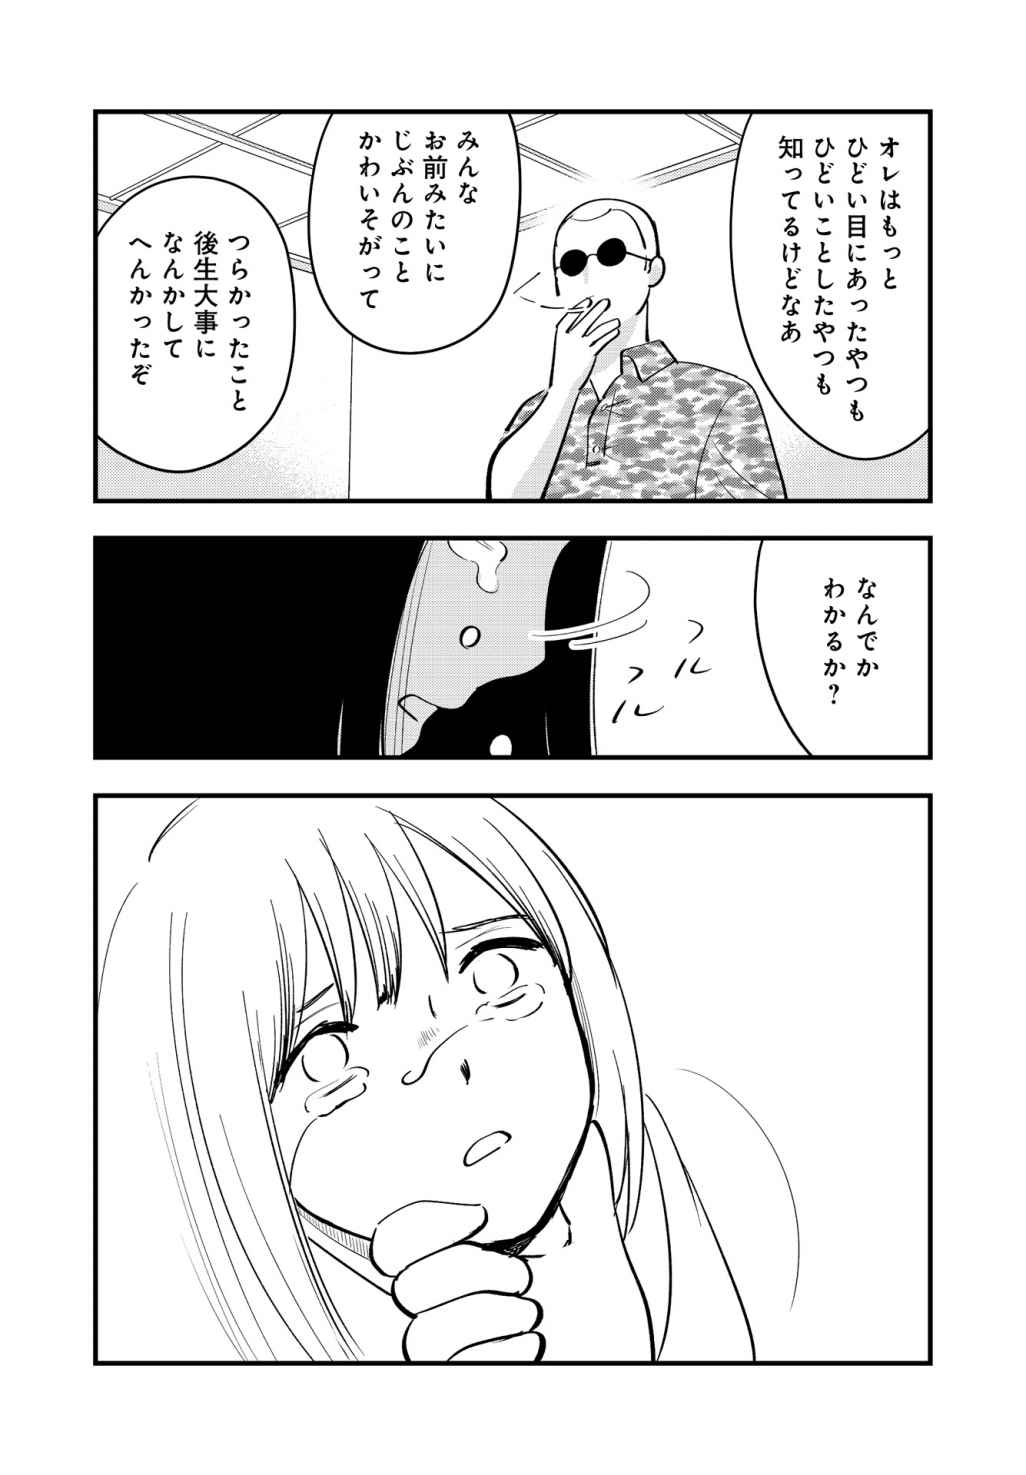 オレはもっと
ひどい目にあったやつも
ひどいことしたやつも
知ってるけどなあ
みんな
お前みたいに
じぶんのこと
かわいそがって
つらかったこと
後生大事に
なんかして
へんかったぞ
なんでか
わかるか？
フル
フル